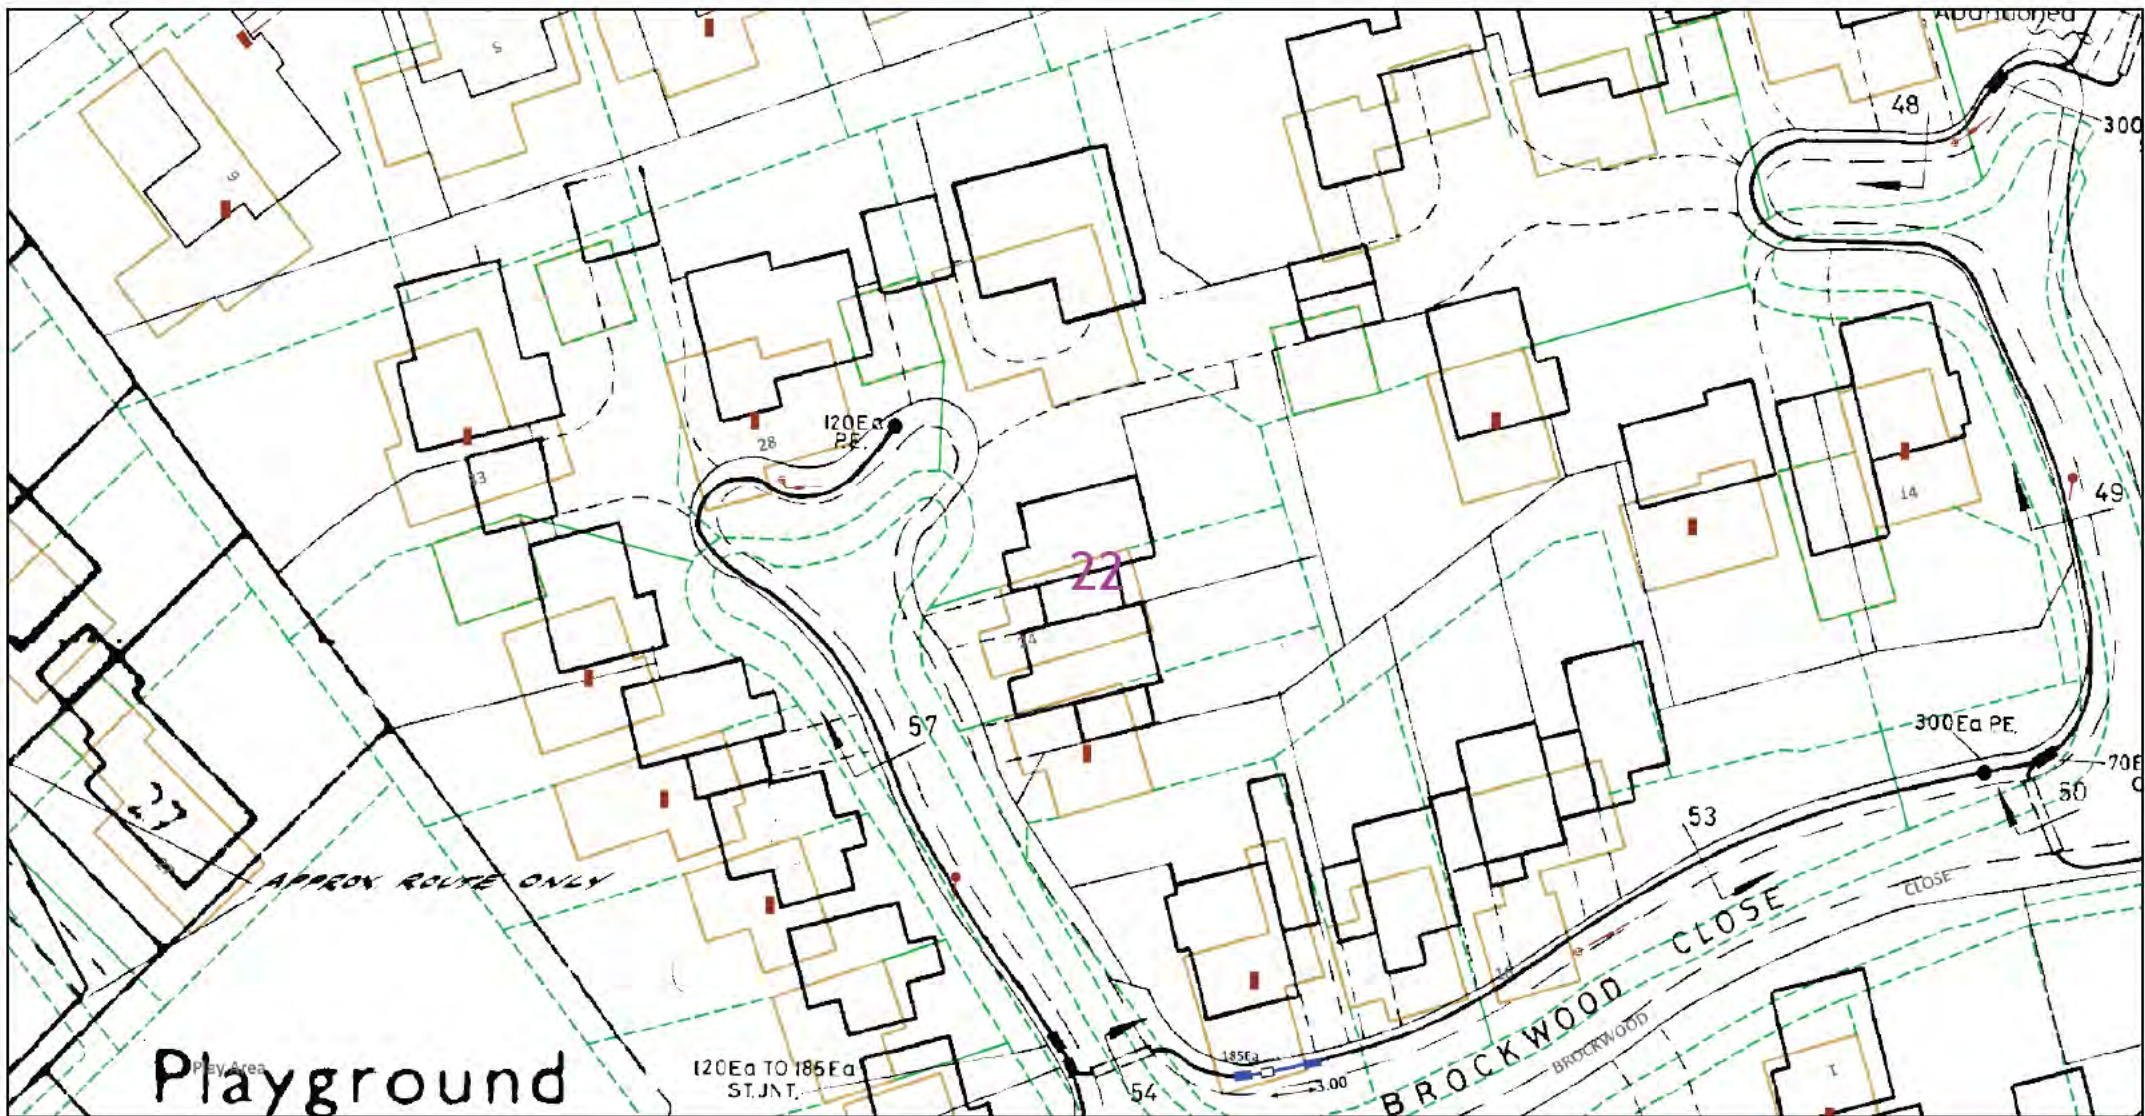 Abandoned
5
48
300
9
120Ea
P.E.
28
33
14
49
22
57
300Ea PE.
70E
50
53
27
APPROX ROUTE ONLY
CLOSE
CLOSE
BROCKWOOD
BROCKWOOD
185Ea
3.00
Playground
Play Area
120Ea TO 185Ea
ST.JNT.
54
1